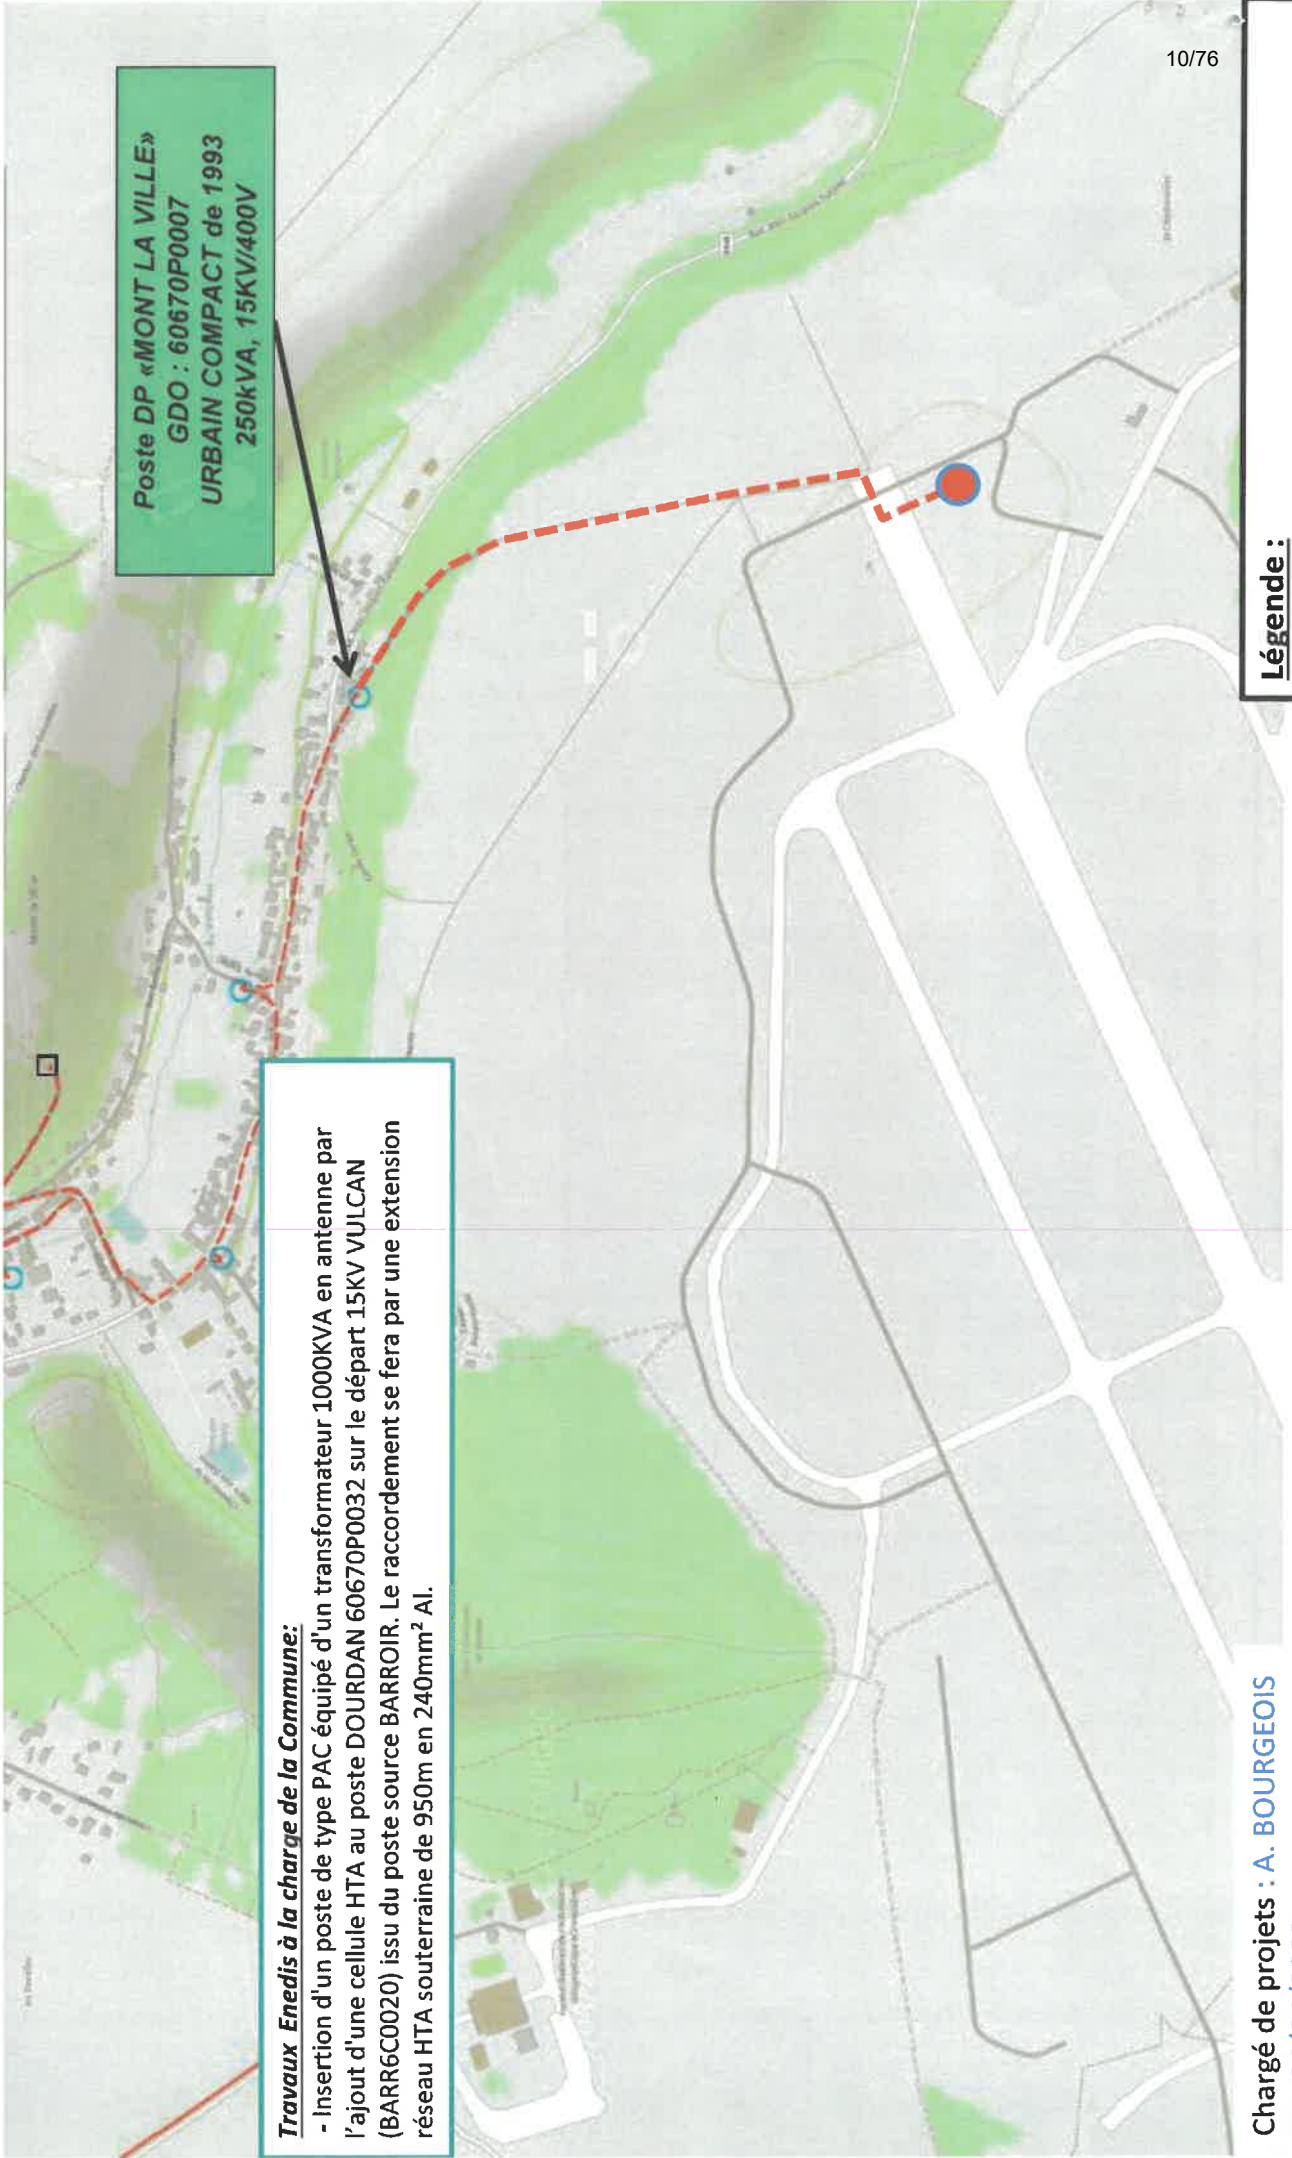 10/76
Poste DP «MONT LA VILLE»
GDO : 60670P0007
URBAIN COMPACT de 1993
250kVA, 15KV/400V
Travaux Enedis à la charge de la Commune:
- Insertion d'un poste de type PAC équipé d'un transformateur 1000KVA en antenne par
l'ajout d'une cellule HTA au poste DOURDAN 60670P0032 sur le départ 15KV VULCAN
(BARR6C0020) issu du poste source BARROIR. Le raccordement se fera par une extension
réseau HTA souterraine de 950m en 240mm² Al.
Légende :
Chargé de projets : A. BOURGEOIS